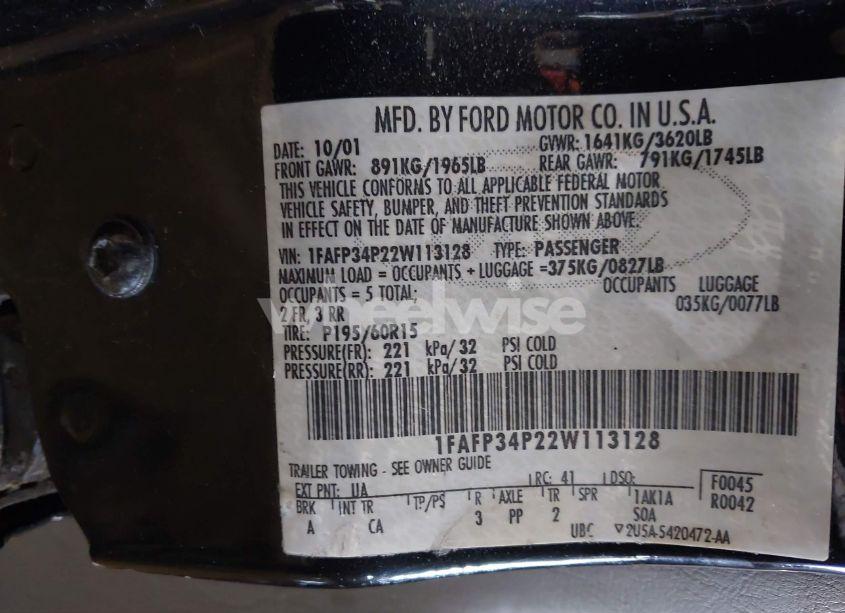 MFD. BY FORD MOTOR CO. IN U.S.A.
DATE: 10/01 GVWR: 1641KG/3620LB
FRONT GAWR: 891KG/1965LB REAR GAWR: 791KG/1745LB
THIS VEHICLE CONFORMS TO ALL APPLICABLE FEDERAL MOTOR
VEHICLE SAFETY, BUMPER, AND THEFT PREVENTION STANDARDS
IN EFFECT ON THE DATE OF MANUFACTURE SHOWN ABOVE.
VIN: 1FAFP34P22W113128 TYPE: PASSENGER
MAXIMUM LOAD = OCCUPANTS + LUGGAGE =375KG/0827LB
OCCUPANTS = 5 TOTAL; OCCUPANTS LUGGAGE
2 FR, 3 RR 035KG/0077LB
wheelwise
TIRE: P195/60R15
PRESSURE(FR): 221 kPa/32 PSI COLD
PRESSURE(RR): 221 kPa/32 PSI COLD
1FAFP34P22W113128
TRAILER TOWING - SEE OWNER GUIDE
EXT PNT: UA RC: 41 DSO: F0045
BRK INT TR TP/PS R AXLE TR SPR 1AK1A R0042
A CA 3 PP 2 SOA
UBC ▽2U5A-5420472-AA